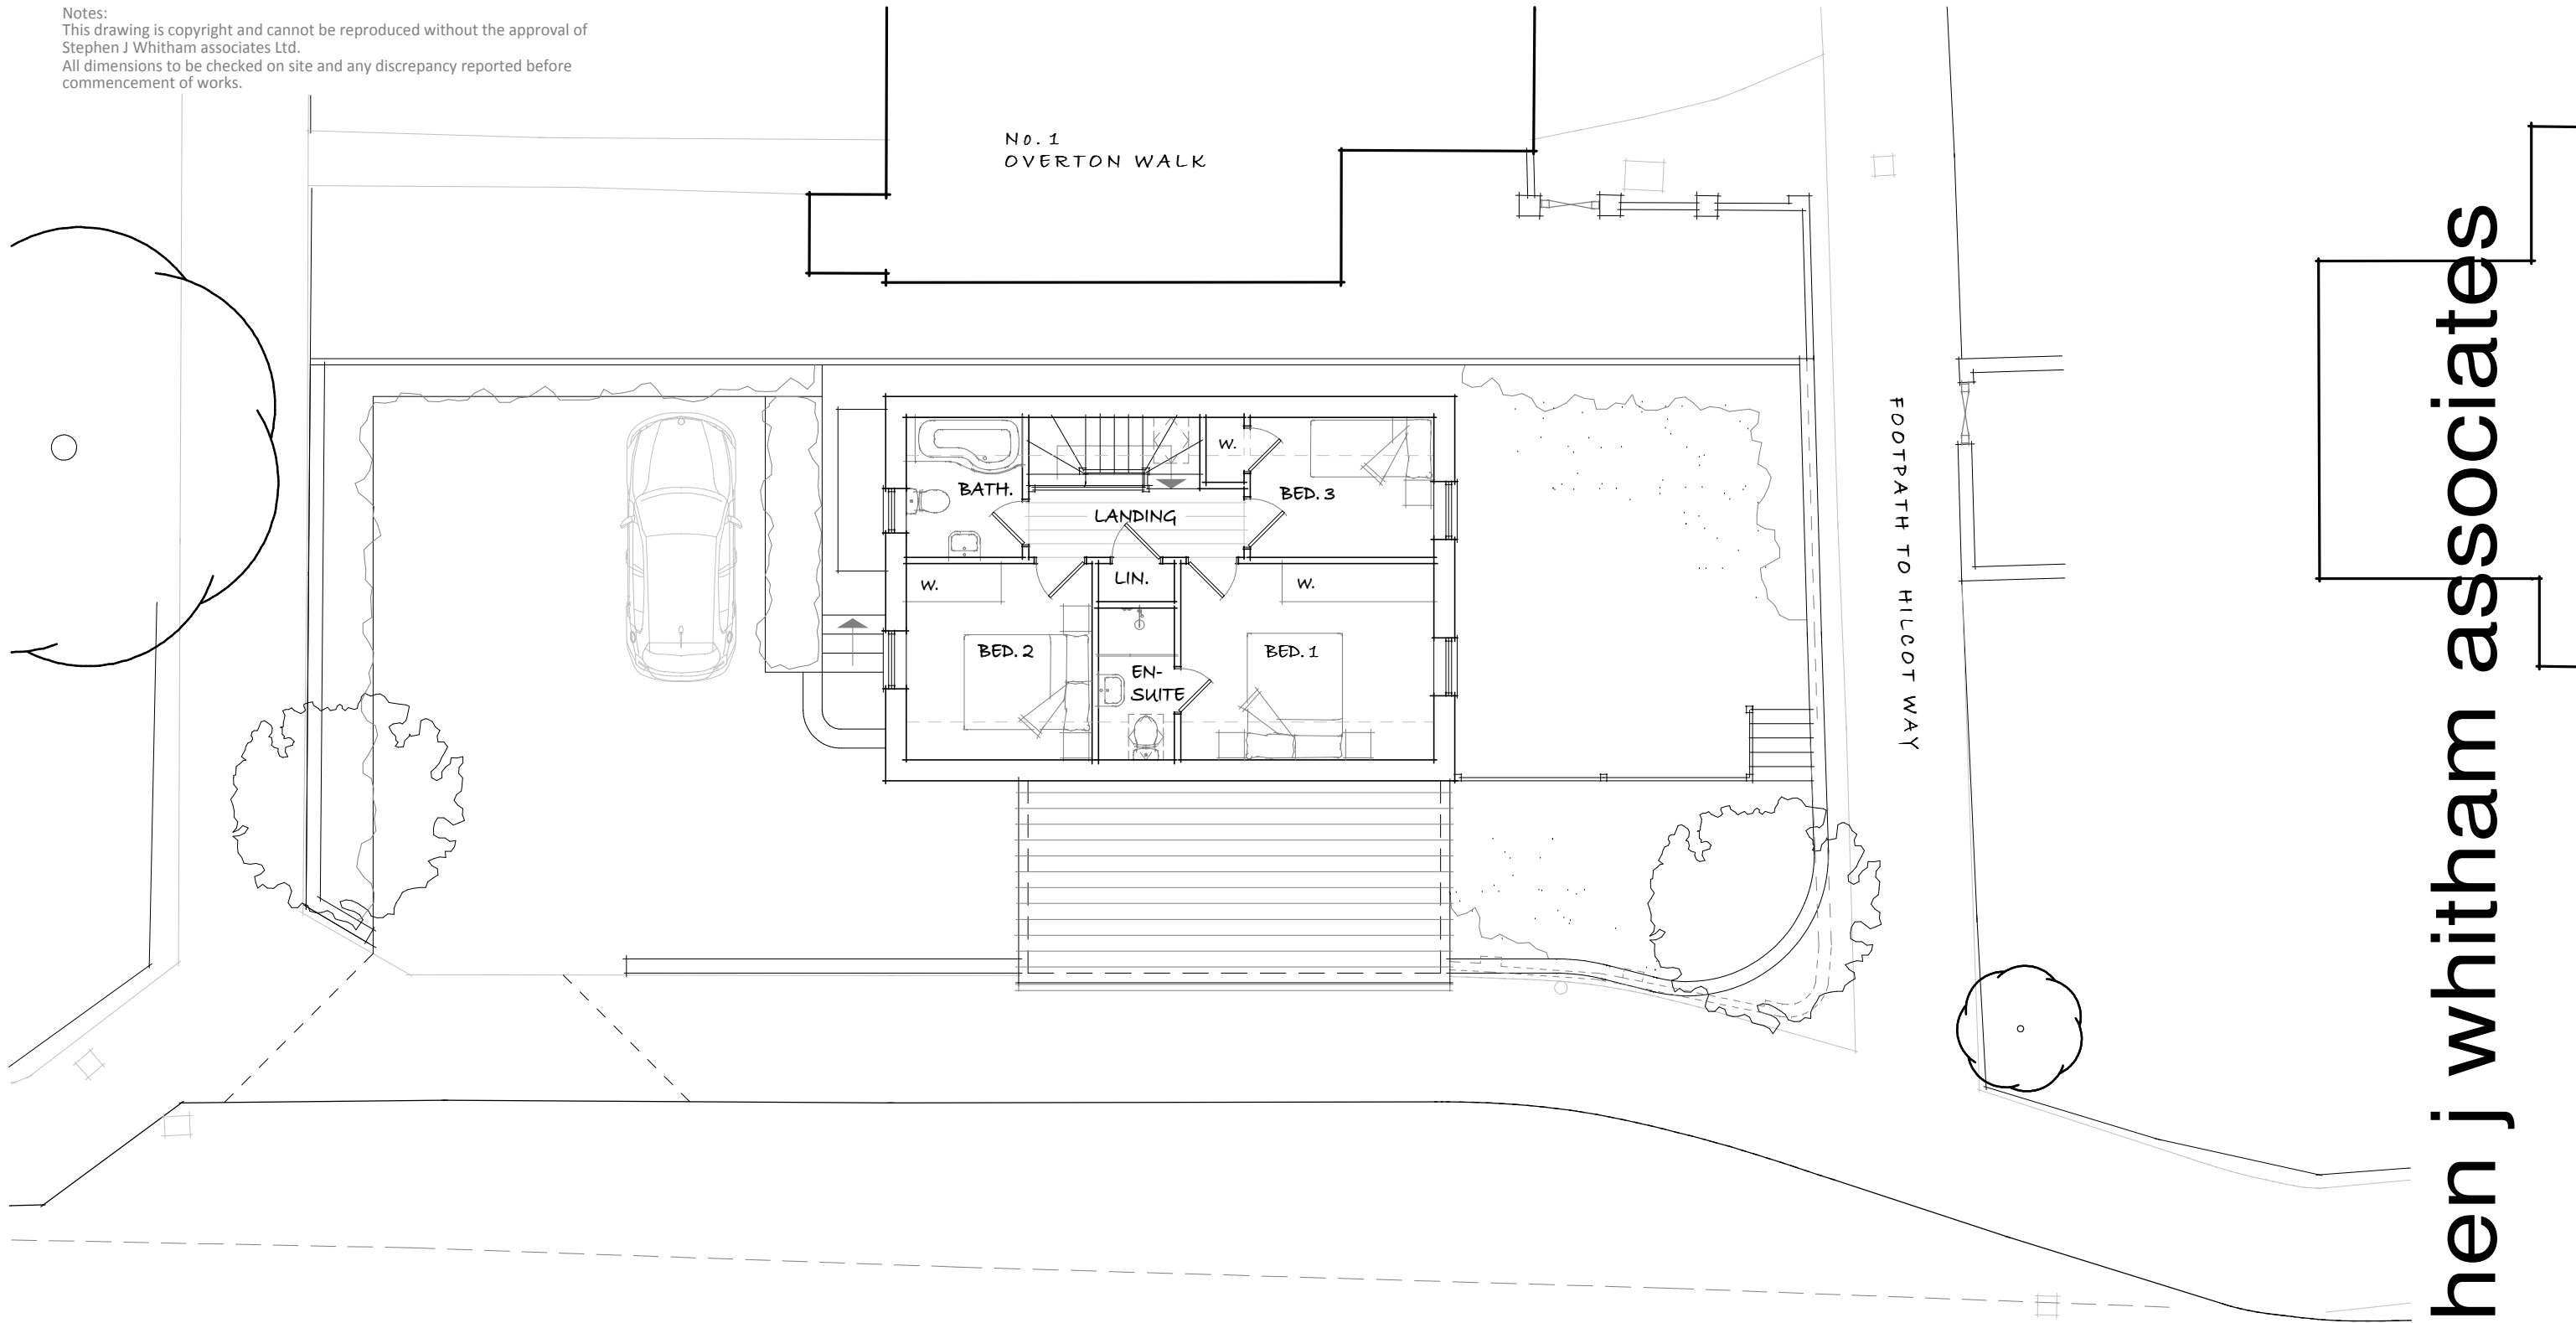 Notes:
This drawing is copyright and cannot be reproduced without the approval of
Stephen J Whitham associates Ltd.
All dimensions to be checked on site and any discrepancy reported before
commencement of works.
No. 1
OVERTON WALK
W.
BATH.
BED. 3
LANDING
LIN.
W.
W.
BED. 2
BED. 1
EN-
SUITE
FOOTPATH TO HILCOT WAY
hen j whitham associates